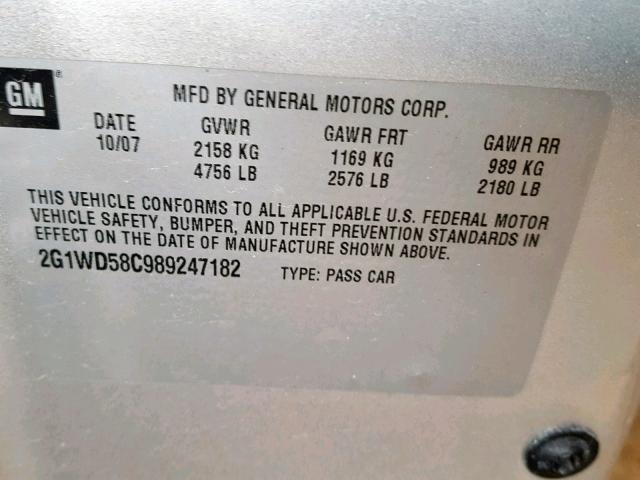 GM
MFD BY GENERAL MOTORS CORP.
DATE GVWR GAWR FRT GAWR RR
10/07 2158 KG 1169 KG 989 KG
4756 LB 2576 LB 2180 LB
THIS VEHICLE CONFORMS TO ALL APPLICABLE U.S. FEDERAL MOTOR
VEHICLE SAFETY, BUMPER, AND THEFT PREVENTION STANDARDS IN
EFFECT ON THE DATE OF MANUFACTURE SHOWN ABOVE.
2G1WD58C989247182 TYPE: PASS CAR